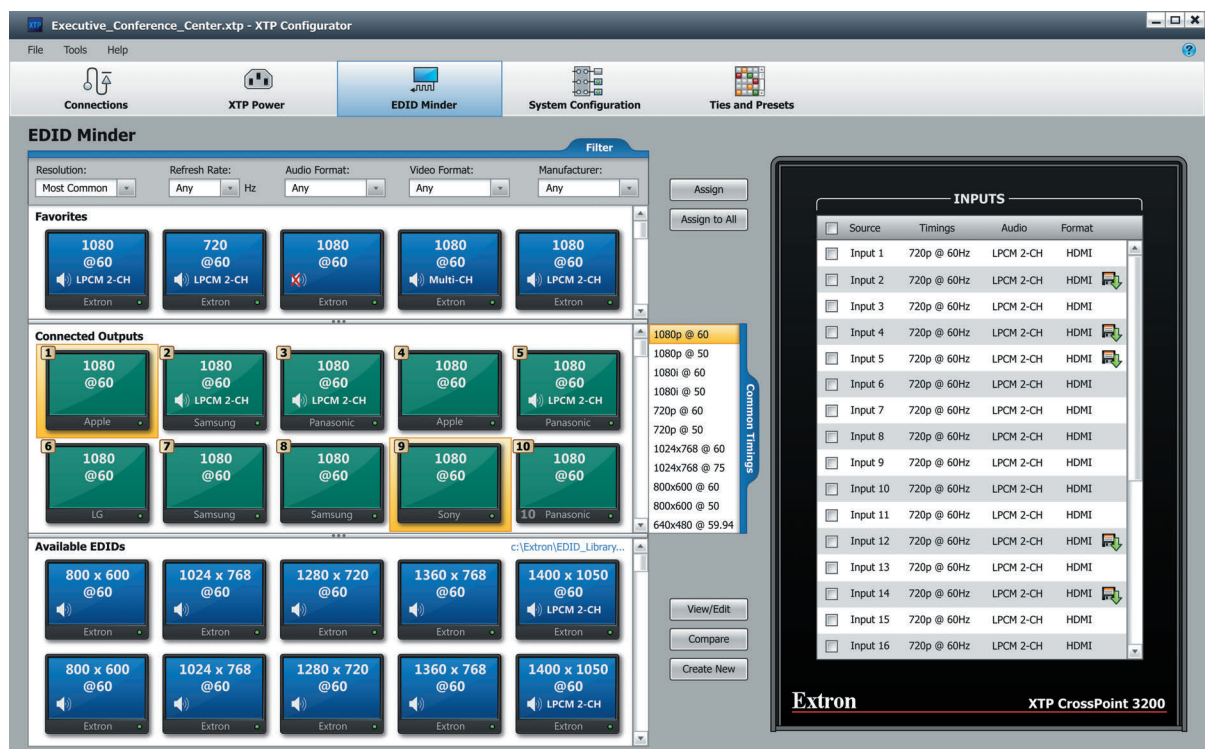 XTP Executive_Conference_Center.xtp - XTP Configurator
File Tools Help
Connections XTP Power EDID Minder System Configuration Ties and Presets
EDID Minder
Filter
Resolution: Refresh Rate: Audio Format: Video Format: Manufacturer:
Most Common Any Hz Any Any Any
Assign
Assign to All
Favorites
1080 @60 LPCM 2-CH Extron
720 @60 LPCM 2-CH Extron
1080 @60 Extron
1080 @60 Multi-CH Extron
1080 @60 LPCM 2-CH Extron
Connected Outputs
1 1080 @60 Apple
2 1080 @60 LPCM 2-CH Samsung
3 1080 @60 LPCM 2-CH Panasonic
4 1080 @60 Apple
5 1080 @60 LPCM 2-CH Panasonic
6 1080 @60 LG
7 1080 @60 Samsung
8 1080 @60 Samsung
9 1080 @60 Sony
10 1080 @60 10 Panasonic
1080p @ 60
1080p @ 50
1080i @ 60
1080i @ 50
720p @ 60
720p @ 50
1024x768 @ 60
1024x768 @ 75
800x600 @ 60
800x600 @ 50
640x480 @ 59.94
Common Timings
Available EDIDs c:\Extron\EDID_Library...
800 x 600 @60 Extron
1024 x 768 @60 Extron
1280 x 720 @60 Extron
1360 x 768 @60 Extron
1400 x 1050 @60 LPCM 2-CH Extron
800 x 600 @60 Extron
1024 x 768 @60 Extron
1280 x 720 @60 Extron
1360 x 768 @60 Extron
1400 x 1050 @60 LPCM 2-CH Extron
View/Edit
Compare
Create New
INPUTS
Source Timings Audio Format
Input 1 720p @ 60Hz LPCM 2-CH HDMI
Input 2 720p @ 60Hz LPCM 2-CH HDMI
Input 3 720p @ 60Hz LPCM 2-CH HDMI
Input 4 720p @ 60Hz LPCM 2-CH HDMI
Input 5 720p @ 60Hz LPCM 2-CH HDMI
Input 6 720p @ 60Hz LPCM 2-CH HDMI
Input 7 720p @ 60Hz LPCM 2-CH HDMI
Input 8 720p @ 60Hz LPCM 2-CH HDMI
Input 9 720p @ 60Hz LPCM 2-CH HDMI
Input 10 720p @ 60Hz LPCM 2-CH HDMI
Input 11 720p @ 60Hz LPCM 2-CH HDMI
Input 12 720p @ 60Hz LPCM 2-CH HDMI
Input 13 720p @ 60Hz LPCM 2-CH HDMI
Input 14 720p @ 60Hz LPCM 2-CH HDMI
Input 15 720p @ 60Hz LPCM 2-CH HDMI
Input 16 720p @ 60Hz LPCM 2-CH HDMI
Extron XTP CrossPoint 3200